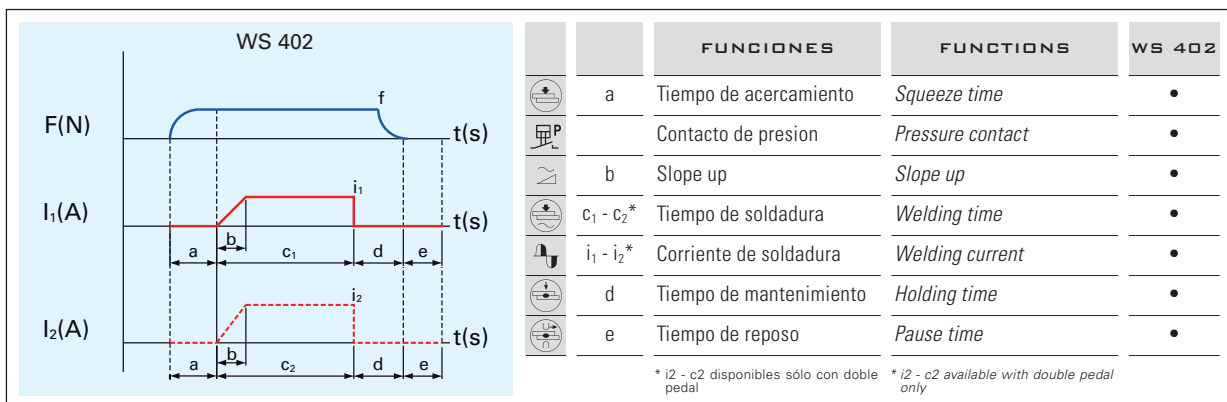 WS 402
F(N)
f
t(s)
I₁(A)
i₁
t(s)
b
a c₁ d e
I₂(A)
i₂
t(s)
b
a c₂ d e
FUNCIONES FUNCTIONS WS 402
a Tiempo de acercamiento Squeeze time •
P Contacto de presion Pressure contact •
b Slope up Slope up •
c₁ - c₂* Tiempo de soldadura Welding time •
i₁ - i₂* Corriente de soldadura Welding current •
d Tiempo de mantenimiento Holding time •
e Tiempo de reposo Pause time •
* i2 - c2 disponibles sólo con doble
pedal
* i2 - c2 available with double pedal
only